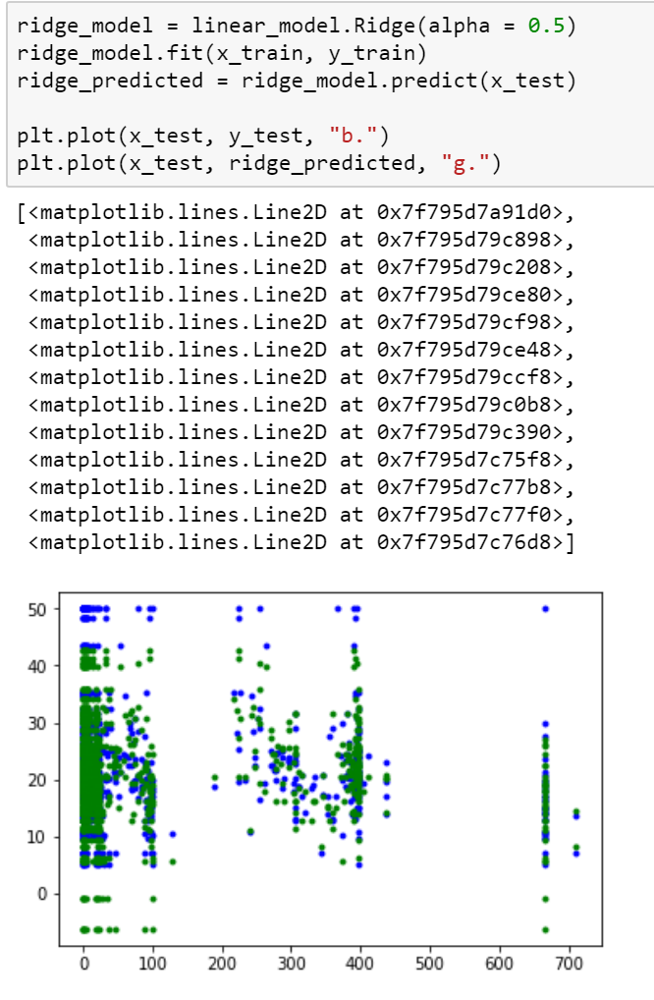 ridge_model = linear_model.Ridge(alpha = 0.5)
ridge_model.fit(x_train, y_train)
ridge_predicted = ridge_model.predict(x_test)
plt.plot(x_test, y_test, "b.")
plt.plot(x_test, ridge_predicted, "g.")
[<matplotlib.lines.Line2D at 0x7f795d7a91d0>,
<matplotlib.lines.Line2D at 0x7f795d79c898>,
<matplotlib.lines.Line2D at 0x7f795d79c208>,
<matplotlib.lines.Line2D at 0x7f795d79ce80>,
<matplotlib.lines.Line2D at 0x7f795d79cf98>,
<matplotlib.lines.Line2D at 0x7f795d79ce48>,
<matplotlib.lines.Line2D at 0x7f795d79ccf8>,
<matplotlib.lines.Line2D at 0x7f795d79c0b8>,
<matplotlib.lines.Line2D at 0x7f795d79c390>,
<matplotlib.lines.Line2D at 0x7f795d7c75f8>,
<matplotlib.lines.Line2D at 0x7f795d7c77b8>,
<matplotlib.lines.Line2D at 0x7f795d7c77f0>,
<matplotlib.lines.Line2D at 0x7f795d7c76d8>]
50
40
30
20
10
0
0 100 200 300 400 500 600 700